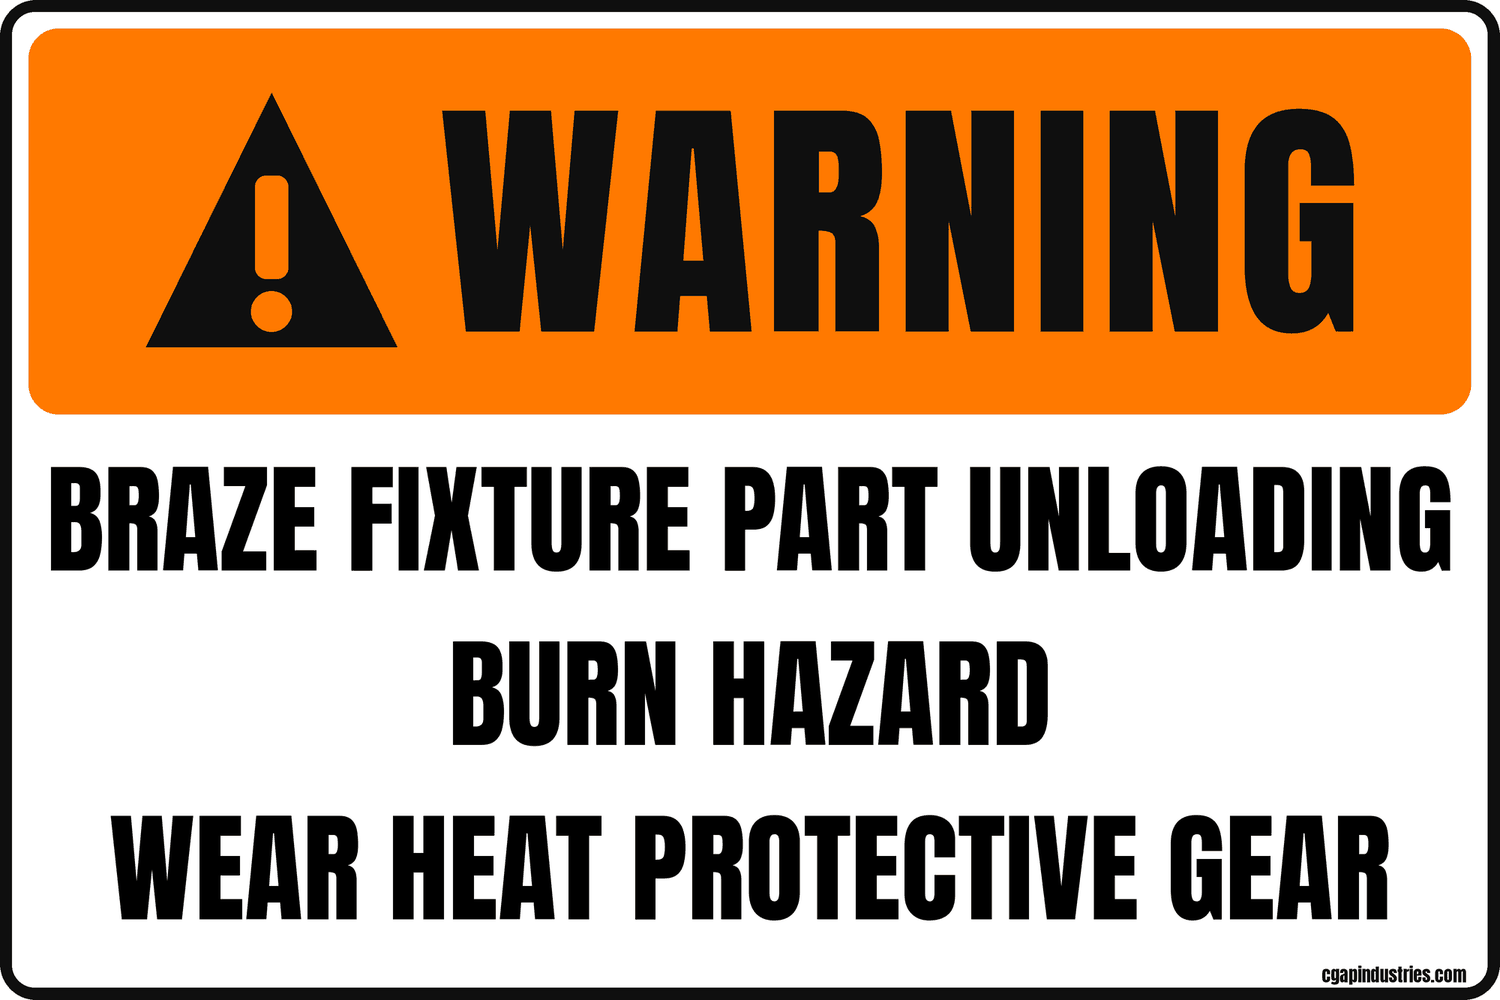 WARNING
BRAZE FIXTURE PART UNLOADING
BURN HAZARD
WEAR HEAT PROTECTIVE GEAR
cgapindustries.com